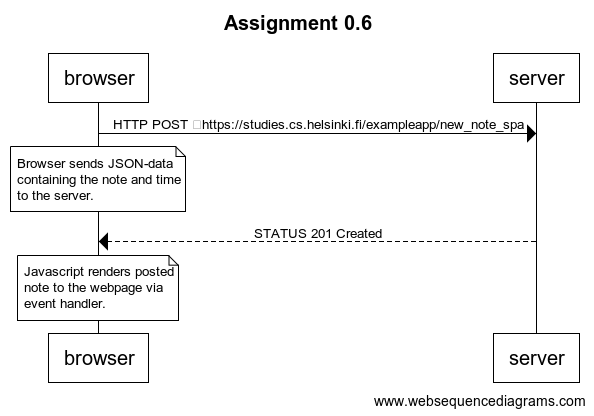 Assignment 0.6
browser
server
HTTP POST https://studies.cs.helsinki.fi/exampleapp/new_note_spa
Browser sends JSON-data
containing the note and time
to the server.
STATUS 201 Created
Javascript renders posted
note to the webpage via
event handler.
browser
server
www.websequencediagrams.com